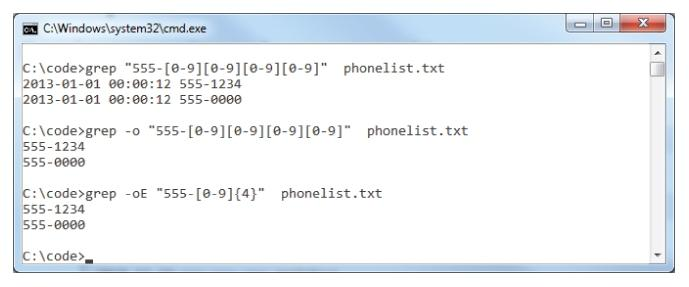 C:\Windows\system32\cmd.exe
C:\code>grep "555-[0-9][0-9][0-9][0-9]"  phonelist.txt
2013-01-01 00:00:12 555-1234
2013-01-01 00:00:12 555-0000
C:\code>grep -o "555-[0-9][0-9][0-9][0-9]"  phonelist.txt
555-1234
555-0000
C:\code>grep -oE "555-[0-9]{4}"  phonelist.txt
555-1234
555-0000
C:\code>